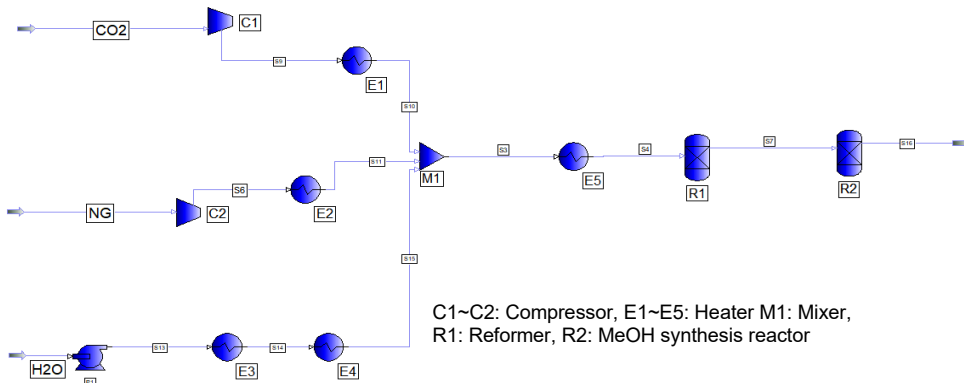 CO2
C1
S9
E1
S10
NG
S6
C2
S11
E2
M1
S3
E5
S4
R1
S7
R2
S16
S15
H2O
S13
E3
S14
E4
C1~C2: Compressor, E1~E5: Heater M1: Mixer,
R1: Reformer, R2: MeOH synthesis reactor